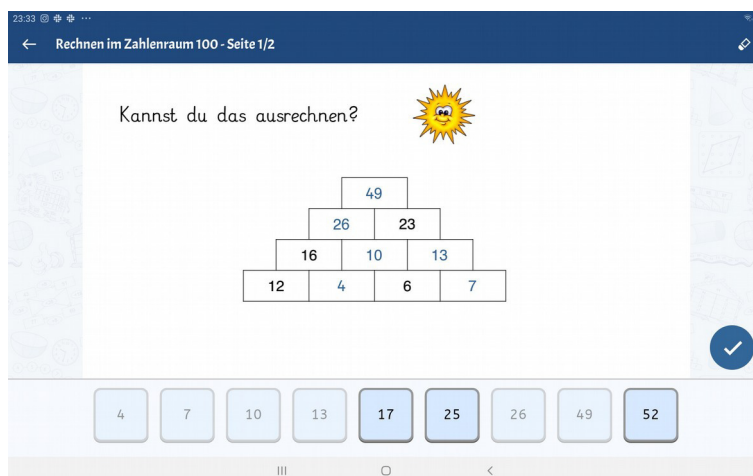 23:33
Rechnen im Zahlenraum 100 - Seite 1/2
Kannst du das ausrechnen?
49
26 23
16 10 13
12 4 6 7
4 7 10 13 17 25 26 49 52